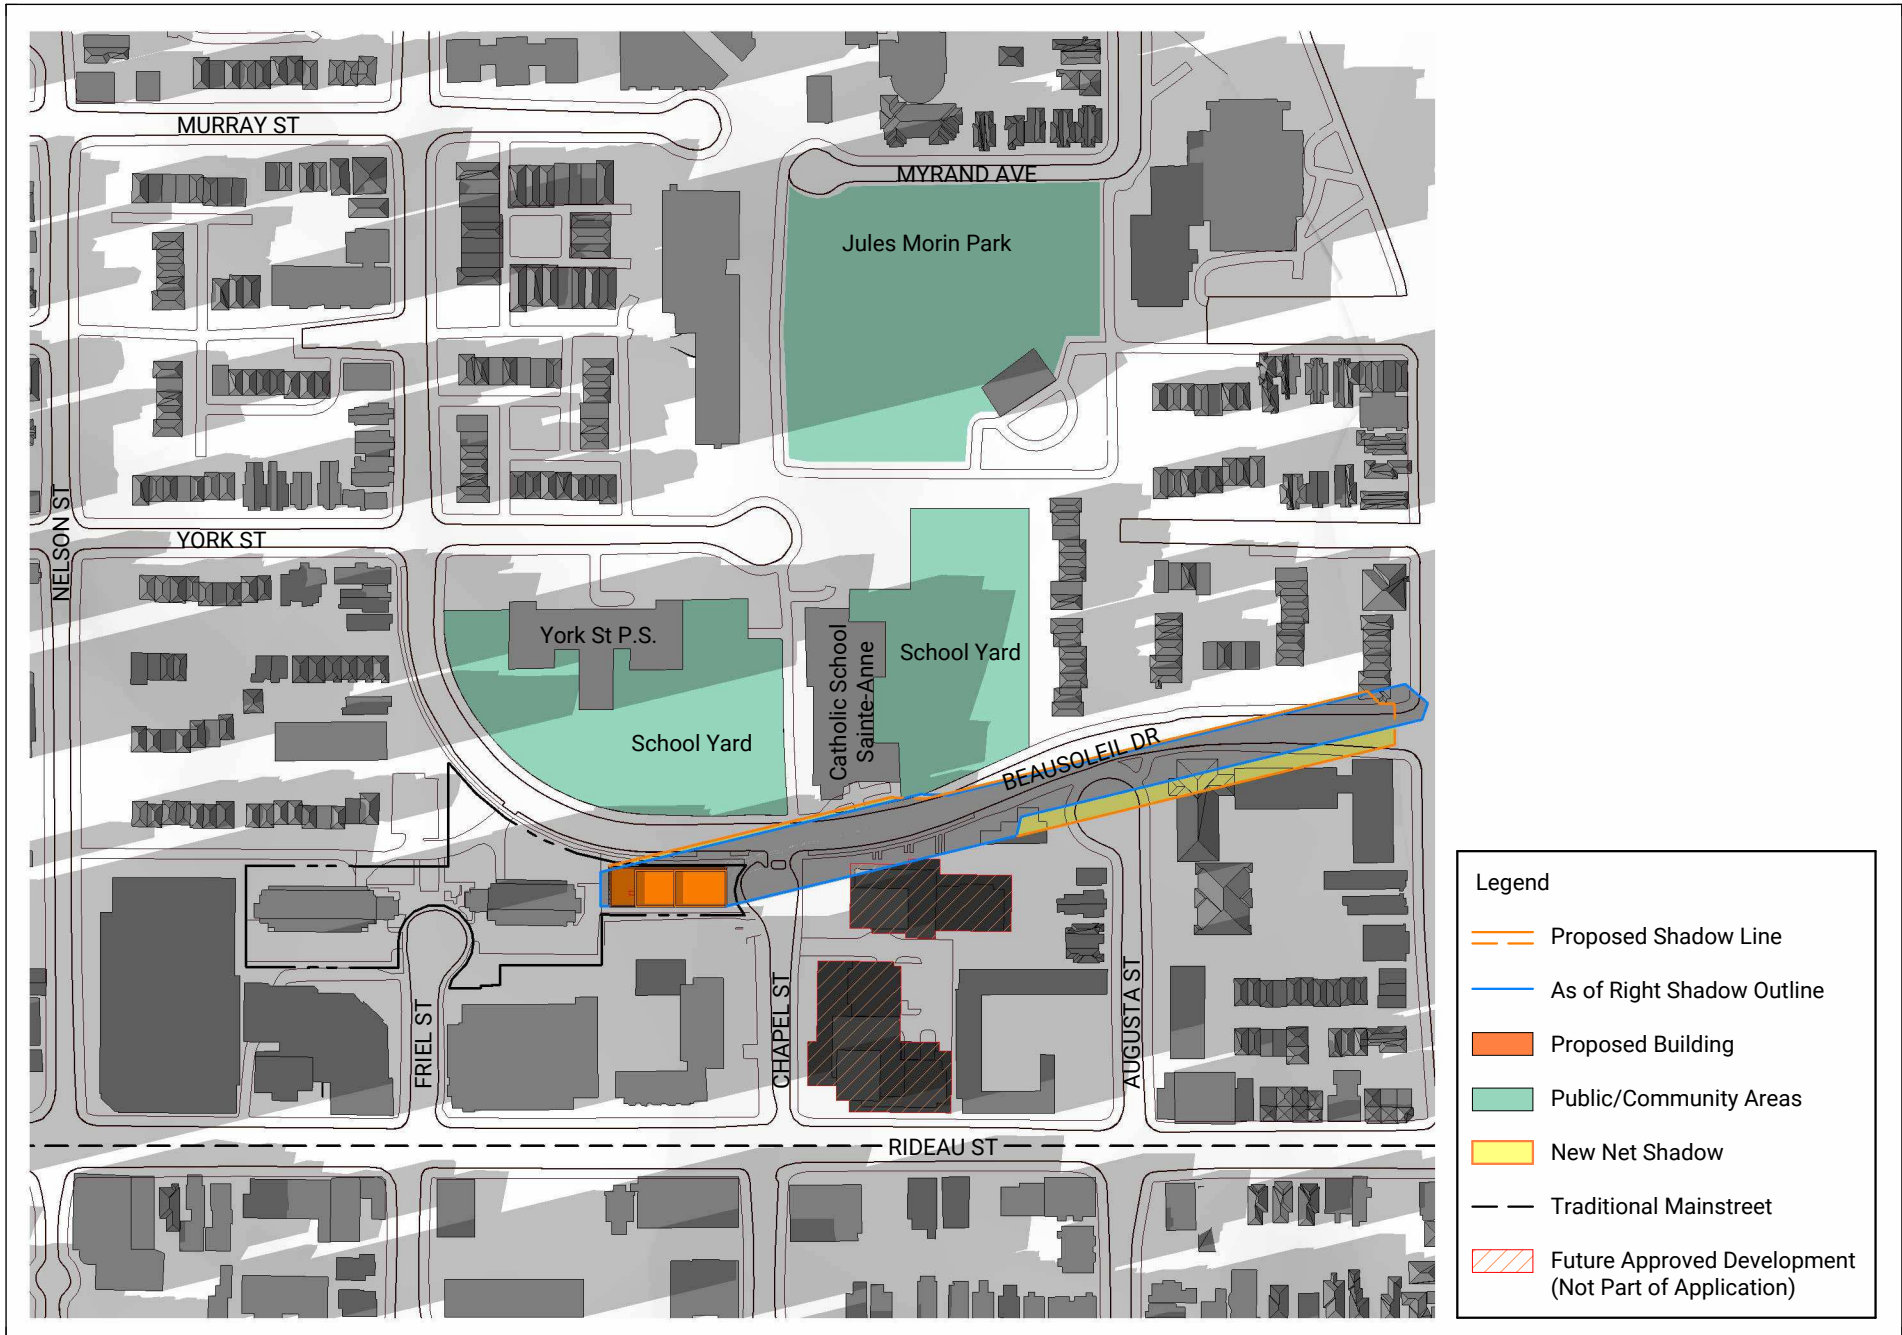 MURRAY ST
MYRAND AVE
Jules Morin Park
NELSON ST
YORK ST
York St P.S.
School Yard
Catholic School
Sainte-Anne
School Yard
BEAUSOLEIL DR
FRIEL ST
CHAPEL ST
AUGUSTA ST
RIDEAU ST
Legend
Proposed Shadow Line
As of Right Shadow Outline
Proposed Building
Public/Community Areas
New Net Shadow
Traditional Mainstreet
Future Approved Development
(Not Part of Application)